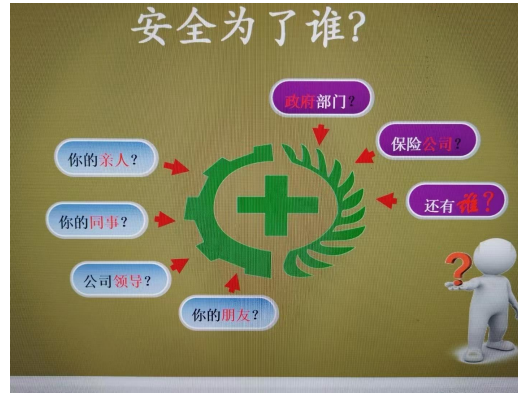 安全为了谁?
政府部门?
保险公司?
还有谁?
你的亲人?
你的同事?
公司领导?
你的朋友?
?